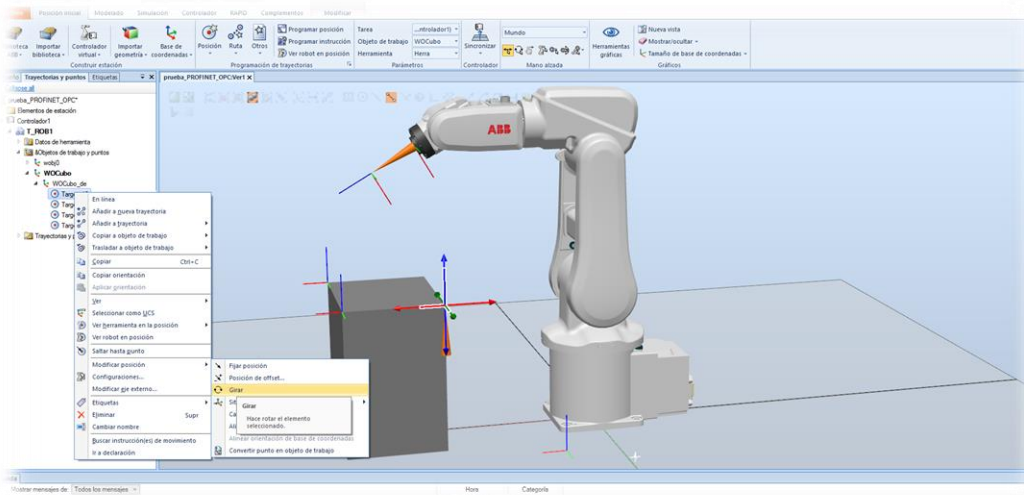 Posición inicial Modelado Simulación Controlador RAPID Complementos Modificar
Importar biblioteca
Controlador virtual
Importar geometría
Base de coordenadas
Construir estación
Posición
Ruta
Otros
Programar posición
Programar instrucción
Ver robot en posición
Programación de trayectorias
Tarea ...ntrolador1)
Objeto de trabajo WOCubo
Herramienta Herra
Parámetros
Sincronizar
Controlador
Mundo
Mano alzada
Herramientas gráficas
Nueva vista
Mostrar/ocultar
Tamaño de base de coordenadas
Gráficos
Trayectorias y puntos Etiquetas
prueba_PROFINET_OPC:Ver1
prueba_PROFINET_OPC*
Elementos de estación
Controlador1
T_ROB1
Datos de herramienta
&Objetos de trabajo y puntos
wobj0
WOCubo
WOCubo_de
Targ
Targ
Targ
Targ
Trayectorias y
En línea
Añadir a nueva trayectoria
Añadir a trayectoria
Copiar a objeto de trabajo
Trasladar a objeto de trabajo
Copiar Ctrl+C
Copiar orientación
Aplicar orientación
Ver
Seleccionar como UCS
Ver herramienta en la posición
Ver robot en posición
Saltar hasta punto
Modificar posición
Configuraciones...
Modificar eje externo...
Etiquetas
Eliminar Supr
Cambiar nombre
Buscar instrucción(es) de movimiento
Ir a declaración
Fijar posición
Posición de offset...
Girar
Girar
Hace rotar el elemento
seleccionado.
Alinear orientación de base de coordenadas
Convertir punto en objeto de trabajo
ABB
Mostrar mensajes de Todos los mensajes Hora Categoría